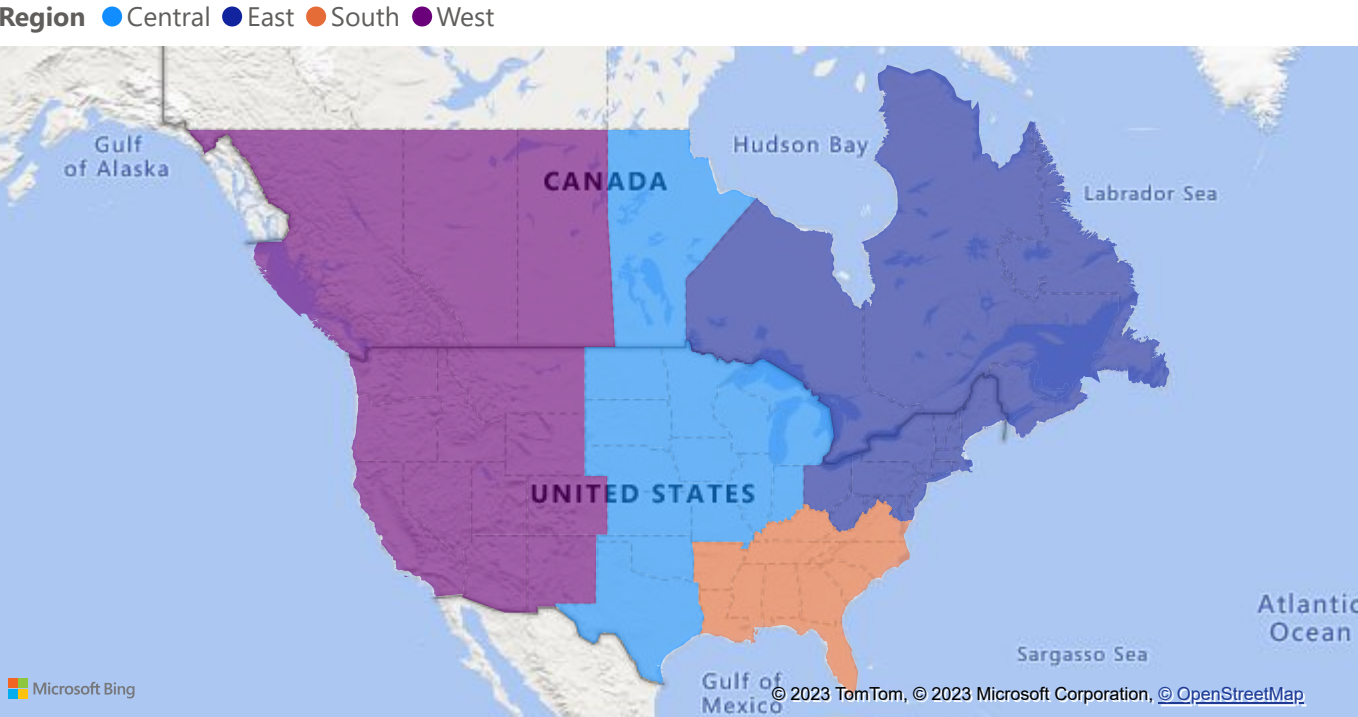 Region Central East South West
Hudson Bay
Gulf
of Alaska
CANADA
Labrador Sea
UNITED STATES
Atlantic
Ocean
Sargasso Sea
Gulf of
Mexico
Microsoft Bing
© 2023 TomTom, © 2023 Microsoft Corporation, © OpenStreetMap